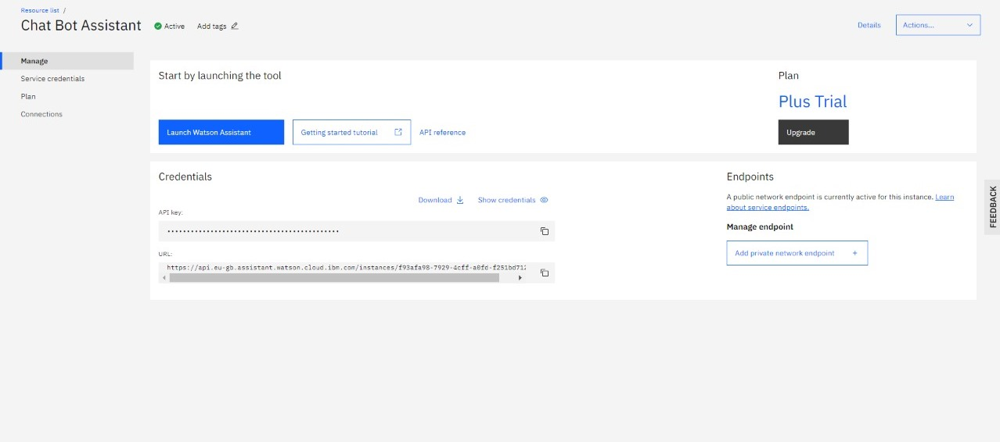 Resource list /
Chat Bot Assistant
Active
Add tags
Details
Actions...
Manage
Service credentials
Plan
Connections
Start by launching the tool
Launch Watson Assistant
Getting started tutorial
API reference
Plan
Plus Trial
Upgrade
Credentials
Download
Show credentials
API key:
••••••••••••••••••••••••••••••••••••••••••••
URL:
https://api.eu-gb.assistant.watson.cloud.ibm.com/instances/f93afa98-7929-4cff-a0fd-f251bd712
Endpoints
A public network endpoint is currently active for this instance. Learn
about service endpoints.
Manage endpoint
Add private network endpoint +
FEEDBACK